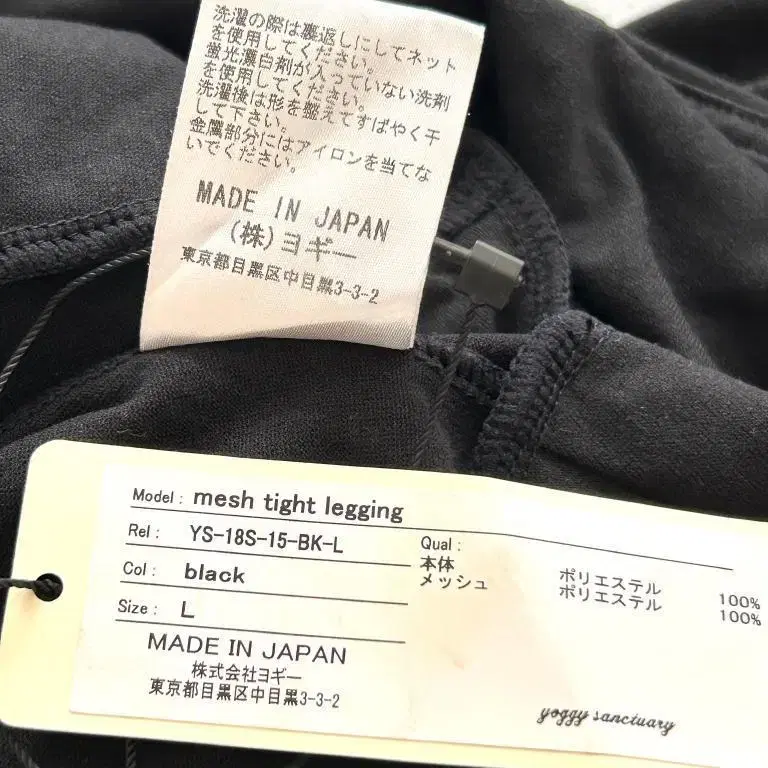 洗濯の際は裏返しにしてネット
を使用してください。
蛍光漂白剤が入っていない洗剤
を使用してください。
洗濯後は形を整えてすばやく干
して下さい。
金属部分にはアイロンを当てな
いでください。
MADE IN JAPAN
(株)ヨギー
東京都目黒区中目黒3-3-2
Model : mesh tight legging
Rel : YS-18S-15-BK-L
Col : black
Size : L
Qual :
本体 ポリエステル 100%
メッシュ ポリエステル 100%
MADE IN JAPAN
株式会社ヨギー
東京都目黒区中目黒3-3-2
yoggy sanctuary